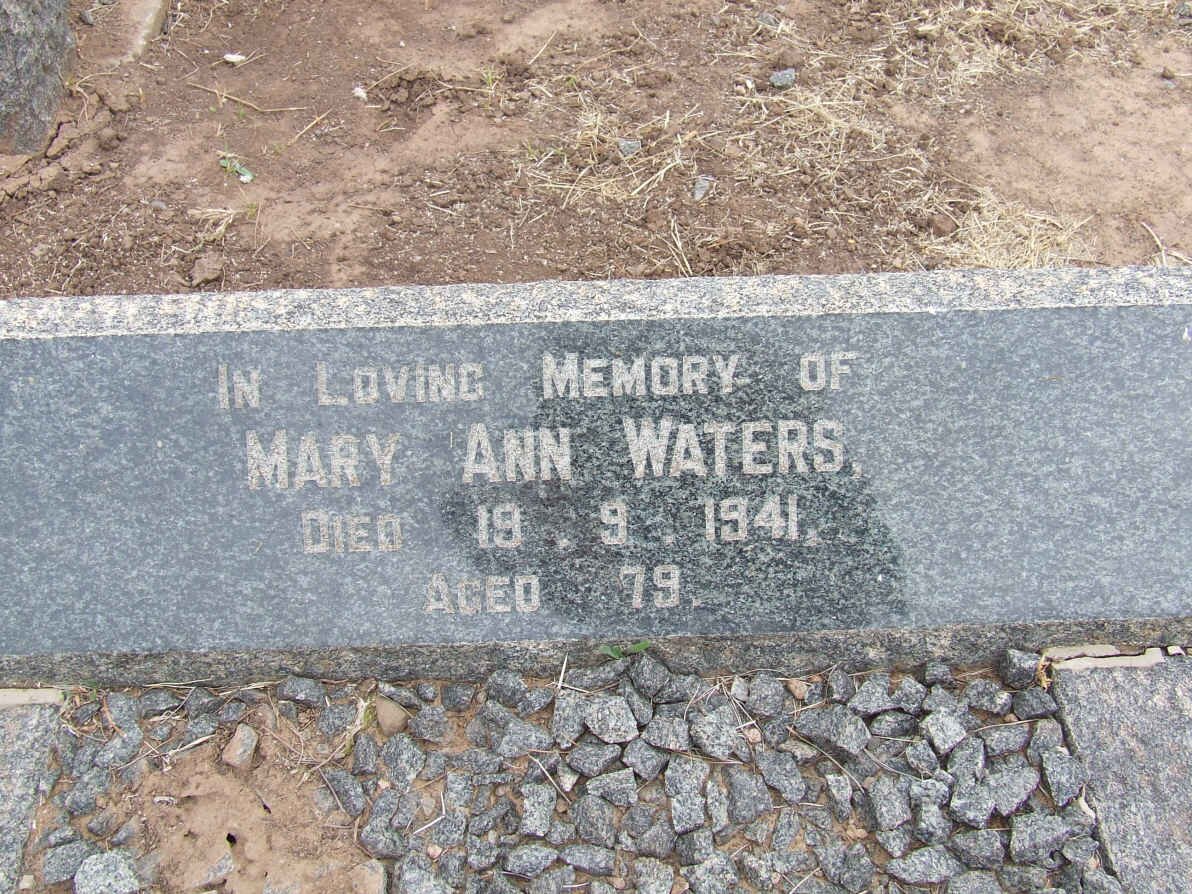 IN LOVING MEMORY OF
MARY ANN WATERS.
DIED 19.9.1941.
AGED 79.